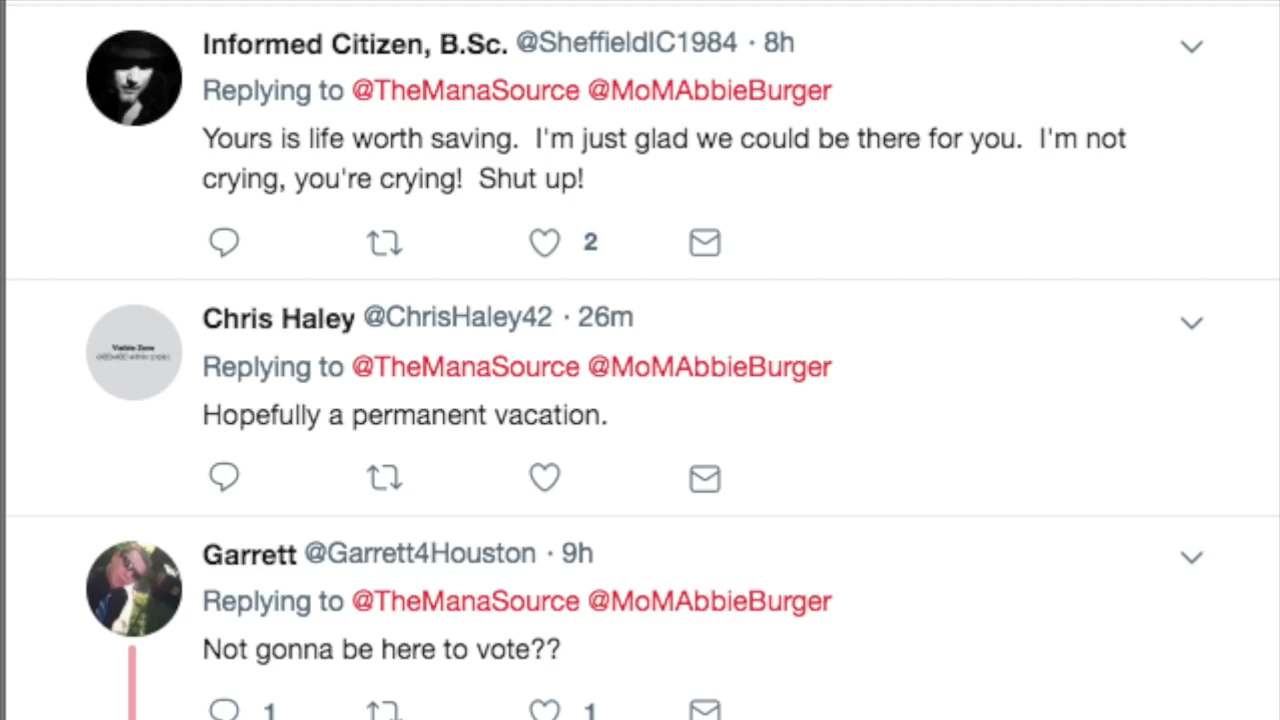 Informed Citizen, B.Sc. @SheffieldIC1984 · 8h
Replying to @TheManaSource @MoMAbbieBurger
Yours is life worth saving.  I'm just glad we could be there for you.  I'm not
crying, you're crying!  Shut up!
2
Chris Haley @ChrisHaley42 · 26m
Visible Zone
Replying to @TheManaSource @MoMAbbieBurger
Hopefully a permanent vacation.
Garrett @Garrett4Houston · 9h
Replying to @TheManaSource @MoMAbbieBurger
Not gonna be here to vote??
1 1